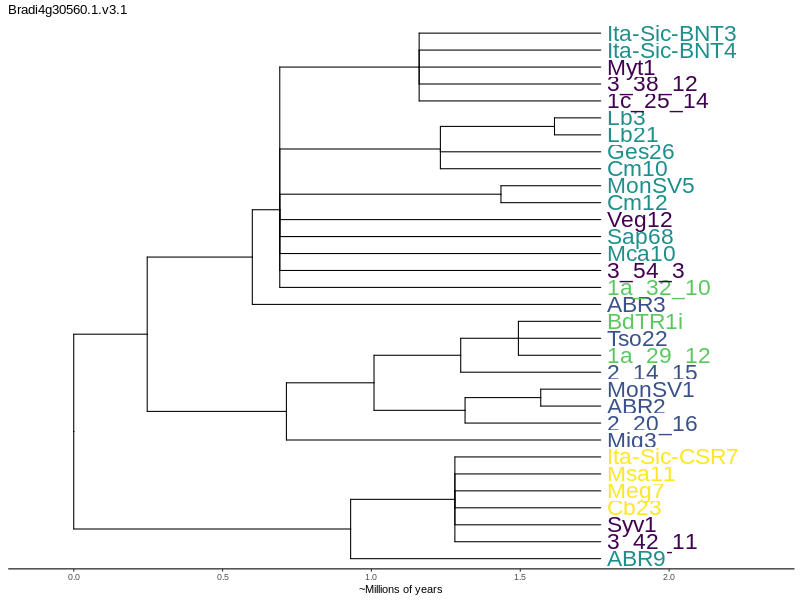 Bradi4g30560.1.v3.1
Ita-Sic-BNT3
Ita-Sic-BNT4
Myt1
3_38_12
1c_25_14
Lb3
Lb21
Ges26
Cm10
MonSV5
Cm12
Veg12
Sap68
Mca10
3_54_3
1a_32_10
ABR3
BdTR1i
Tso22
1a_29_12
2_14_15
MonSV1
ABR2
2_20_16
Mig3
Ita-Sic-CSR7
Msa11
Meg7
Cb23
Syv1
3_42_11
ABR9
0.0 0.5 1.0 1.5 2.0
~Millions of years